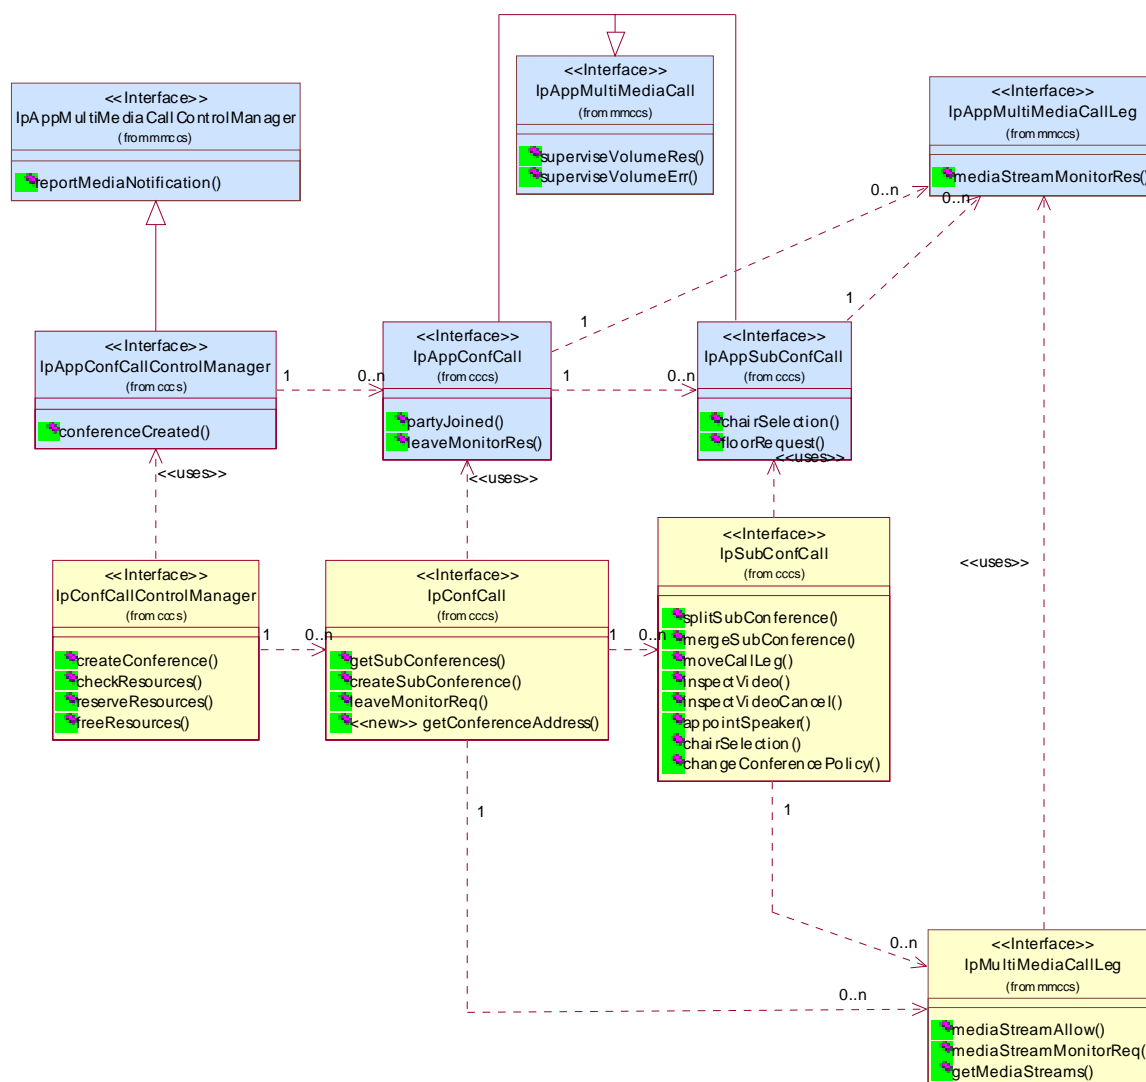 <<Interface>>
IpAppMultiMediaCall
(from mmccs)
superviseVolumeRes()
superviseVolumeErr()
<<Interface>>
IpAppMultiMediaCallControlManager
(from mmccs)
reportMediaNotification()
<<Interface>>
IpAppMultiMediaCallLeg
(from mmccs)
mediaStreamMonitorRes()
0..n
0..n
1
1
<<Interface>>
IpAppConfCallControlManager
(from cccs)
conferenceCreated()
1
0..n
<<Interface>>
IpAppConfCall
(from cccs)
partyJoined()
leaveMonitorRes()
1
0..n
<<Interface>>
IpAppSubConfCall
(from cccs)
chairSelection()
floorRequest()
<<uses>>
<<uses>>
<<uses>>
<<uses>>
<<Interface>>
IpConfCallControlManager
(from cccs)
createConference()
checkResources()
reserveResources()
freeResources()
1
0..n
<<Interface>>
IpConfCall
(from cccs)
getSubConferences()
createSubConference()
leaveMonitorReq()
<<new>> getConferenceAddress()
1
0..n
<<Interface>>
IpSubConfCall
(from cccs)
splitSubConference()
mergeSubConference()
moveCallLeg()
inspectVideo()
inspectVideoCancel()
appointSpeaker()
chairSelection()
changeConferencePolicy()
1
1
0..n
0..n
<<Interface>>
IpMultiMediaCallLeg
(from mmccs)
mediaStreamAllow()
mediaStreamMonitorReq(
getMediaStreams()